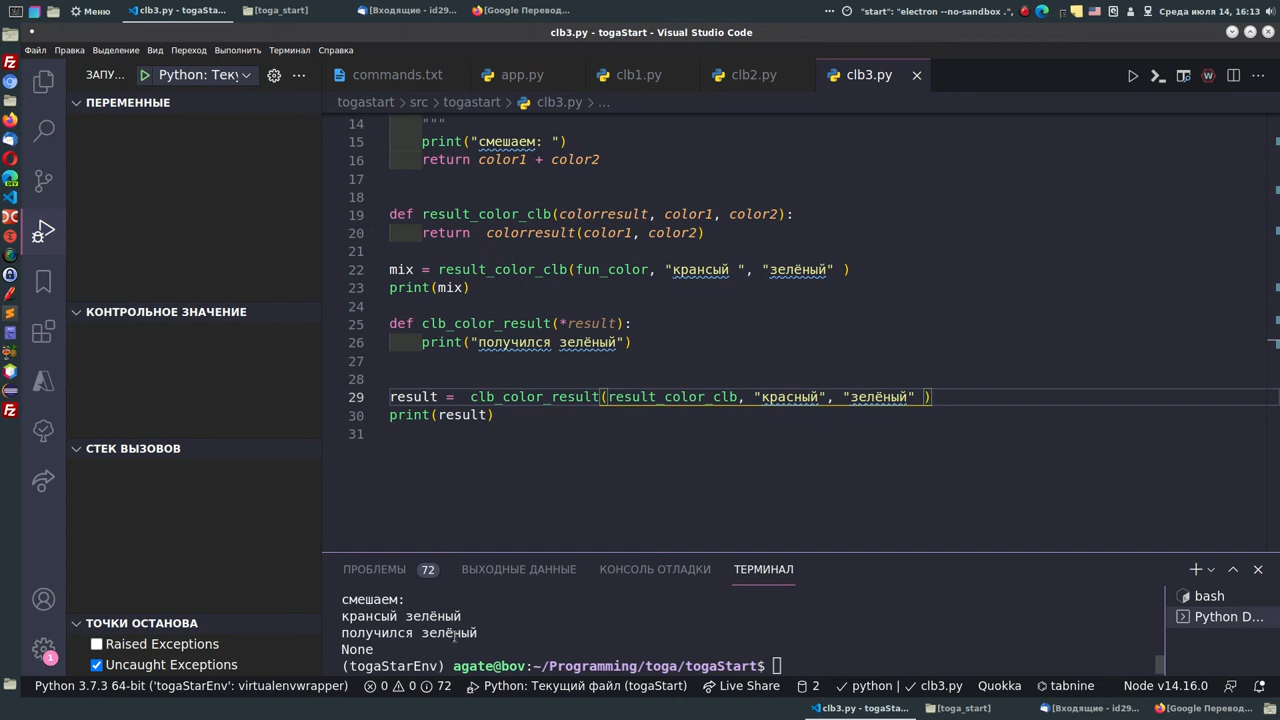 Меню
clb3.py - togaSta...
[toga_start]
[Входящие - id29...
[Google Перевод...
"start": "electron --no-sandbox .",
Среда июля 14, 16:13
clb3.py - togaStart - Visual Studio Code
Файл Правка Выделение Вид Переход Выполнить Терминал Справка
ЗАПУ... Python: Теку
commands.txt app.py clb1.py clb2.py clb3.py
togastart > src > togastart > clb3.py > ...
ПЕРЕМЕННЫЕ
КОНТРОЛЬНОЕ ЗНАЧЕНИЕ
СТЕК ВЫЗОВОВ
ТОЧКИ ОСТАНОВА
Raised Exceptions
Uncaught Exceptions
14 """
15 print("смешаем: ")
16 return color1 + color2
17
18
19 def result_color_clb(colorresult, color1, color2):
20 return  colorresult(color1, color2)
21
22 mix = result_color_clb(fun_color, "крансый ", "зелёный" )
23 print(mix)
24
25 def clb_color_result(*result):
26 print("получился зелёный")
27
28
29 result =  clb_color_result(result_color_clb, "красный", "зелёный" )
30 print(result)
31
ПРОБЛЕМЫ 72 ВЫХОДНЫЕ ДАННЫЕ КОНСОЛЬ ОТЛАДКИ ТЕРМИНАЛ
смешаем:
крансый зелёный
получился зелёный
None
(togaStarEnv) agate@bov:~/Programming/toga/togaStart$
bash
Python D...
1
Python 3.7.3 64-bit ('togaStarEnv': virtualenvwrapper) 0 0 72 Python: Текущий файл (togaStart) Live Share 2 python | clb3.py Quokka tabnine Node v14.16.0
clb3.py - togaSta...
[toga_start]
[Входящие - id29...
[Google Перевод...